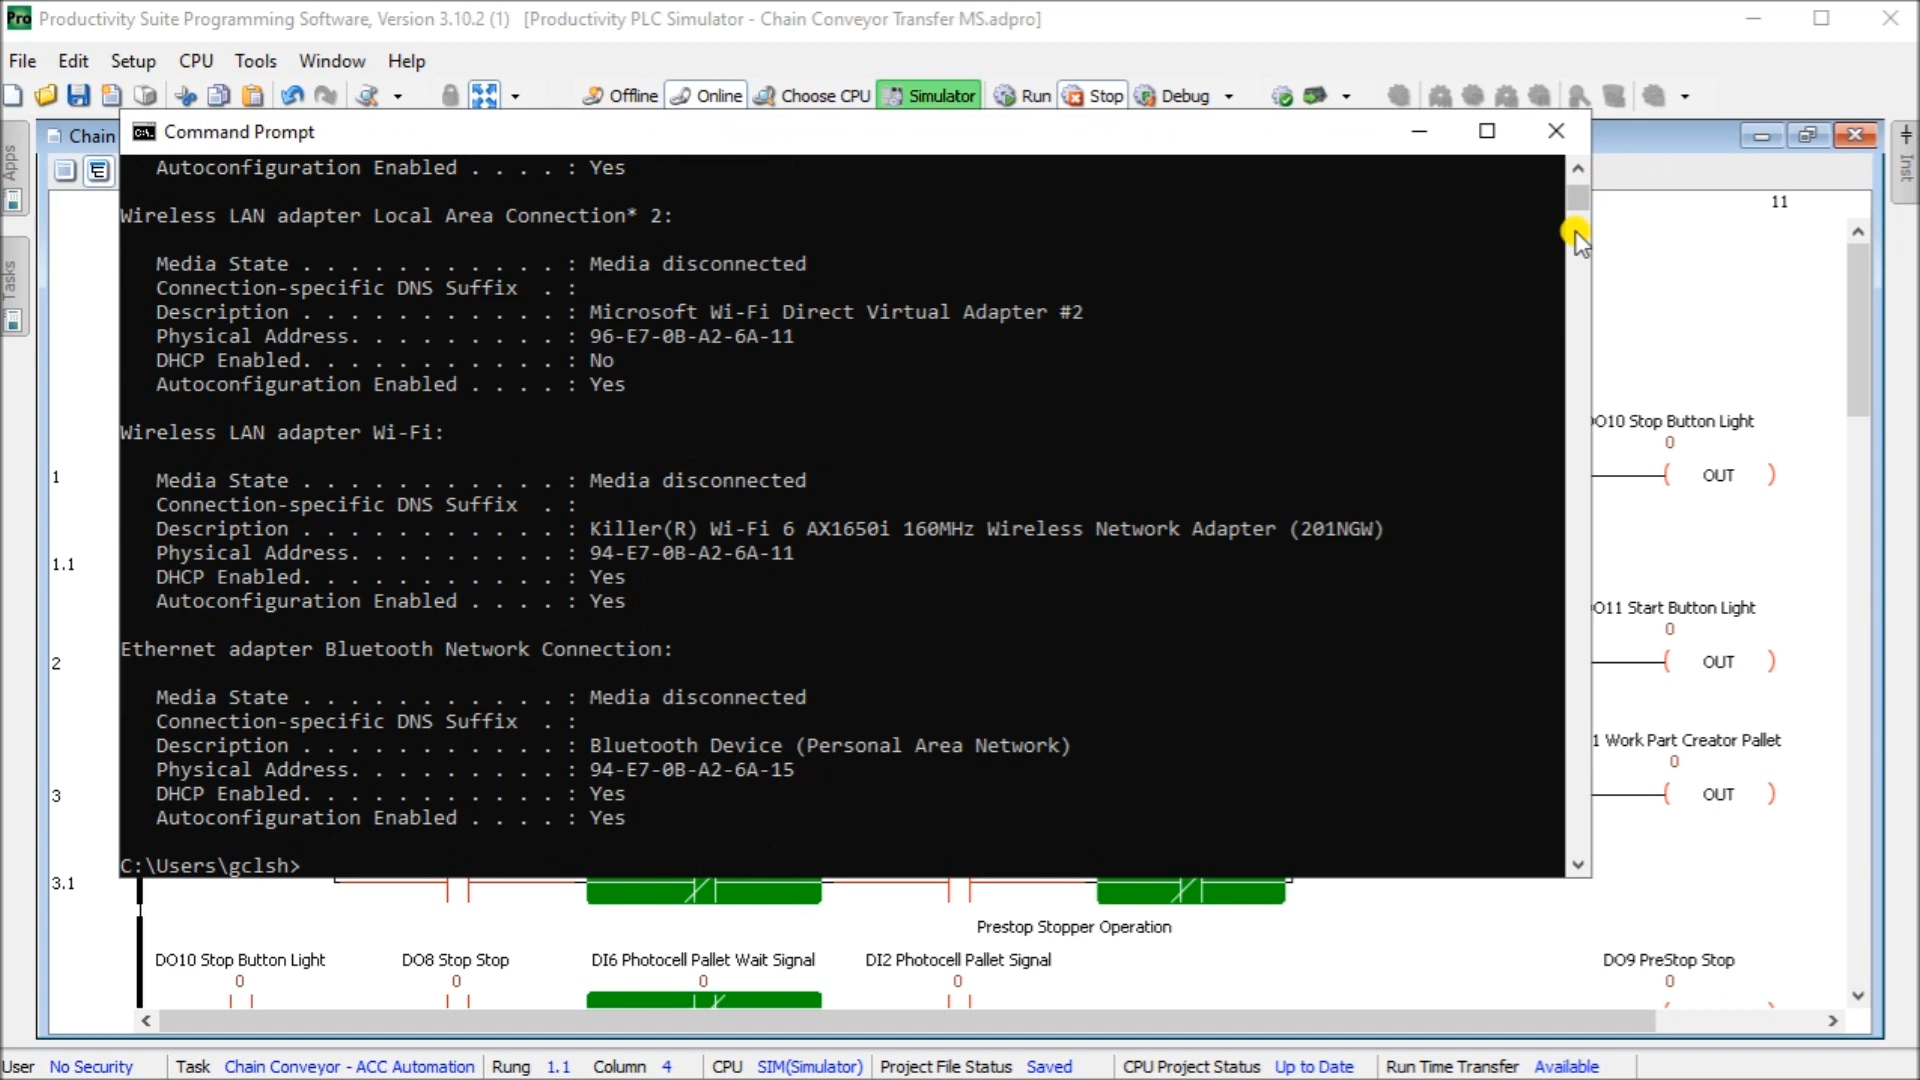 Pro Productivity Suite Programming Software, Version 3.10.2 (1) [Productivity PLC Simulator - Chain Conveyor Transfer MS.adpro]
File Edit Setup CPU Tools Window Help
Offline Online Choose CPU Simulator Run Stop Debug
Chain
Command Prompt
Apps
Tasks
Inst
11
Autoconfiguration Enabled . . . . : Yes
Wireless LAN adapter Local Area Connection* 2:
Media State . . . . . . . . . . . : Media disconnected
Connection-specific DNS Suffix  . :
Description . . . . . . . . . . . : Microsoft Wi-Fi Direct Virtual Adapter #2
Physical Address. . . . . . . . . : 96-E7-0B-A2-6A-11
DHCP Enabled. . . . . . . . . . . : No
Autoconfiguration Enabled . . . . : Yes
Wireless LAN adapter Wi-Fi:
Media State . . . . . . . . . . . : Media disconnected
Connection-specific DNS Suffix  . :
Description . . . . . . . . . . . : Killer(R) Wi-Fi 6 AX1650i 160MHz Wireless Network Adapter (201NGW)
Physical Address. . . . . . . . . : 94-E7-0B-A2-6A-11
DHCP Enabled. . . . . . . . . . . : Yes
Autoconfiguration Enabled . . . . : Yes
Ethernet adapter Bluetooth Network Connection:
Media State . . . . . . . . . . . : Media disconnected
Connection-specific DNS Suffix  . :
Description . . . . . . . . . . . : Bluetooth Device (Personal Area Network)
Physical Address. . . . . . . . . : 94-E7-0B-A2-6A-15
DHCP Enabled. . . . . . . . . . . : Yes
Autoconfiguration Enabled . . . . : Yes
C:\Users\gclsh>
1
1.1
2
3
3.1
O10 Stop Button Light
0
OUT
O11 Start Button Light
0
OUT
1 Work Part Creator Pallet
0
OUT
Prestop Stopper Operation
DO10 Stop Button Light DO8 Stop Stop DI6 Photocell Pallet Wait Signal DI2 Photocell Pallet Signal DO9 PreStop Stop
0 0 0 0 0
User No Security Task Chain Conveyor - ACC Automation Rung 1.1 Column 4 CPU SIM(Simulator) Project File Status Saved CPU Project Status Up to Date Run Time Transfer Available